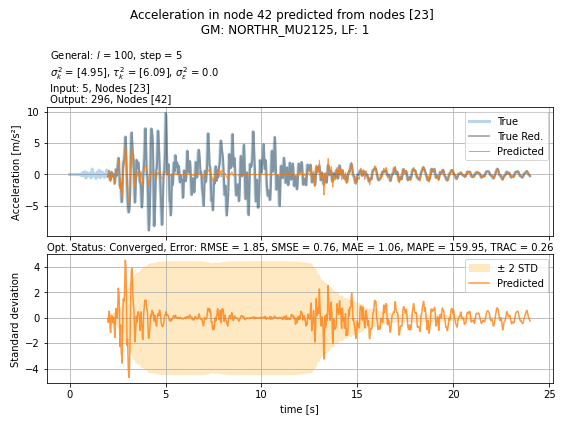 Acceleration in node 42 predicted from nodes [23]
GM: NORTHR_MU2125, LF: 1
General: l = 100, step = 5
σ²ₖ = [4.95], τ²ₖ = [6.09], σ²ε = 0.0
Input: 5, Nodes [23]
Output: 296, Nodes [42]
Acceleration [m/s²]
10
5
0
−5
True
True Red.
Predicted
Opt. Status: Converged, Error: RMSE = 1.85, SMSE = 0.76, MAE = 1.06, MAPE = 159.95, TRAC = 0.26
Standard deviation
4
2
0
−2
−4
± 2 STD
Predicted
0 5 10 15 20 25
time [s]